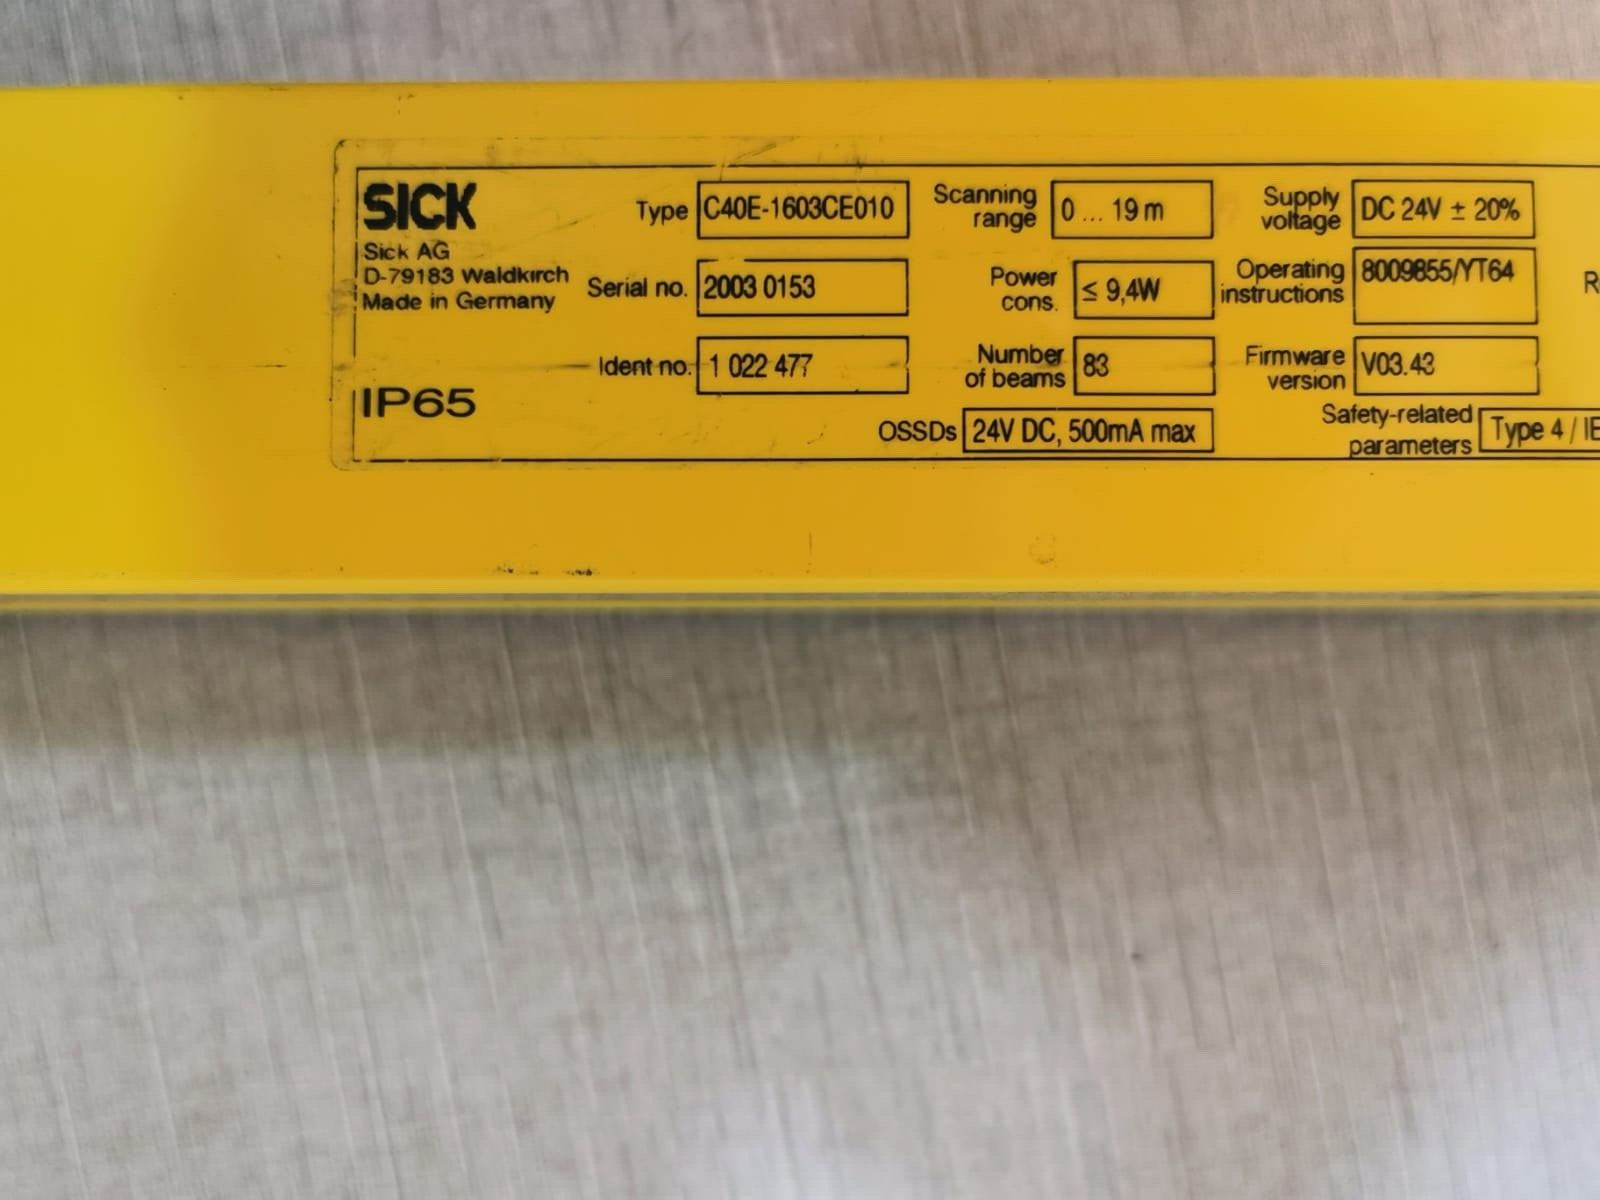 SICK
Sick AG
D-79183 Waldkirch
Made in Germany
IP65
Type C40E-1603CE010
Serial no. 2003 0153
Ident no. 1 022 477
Scanning range 0 ... 19 m
Power cons. ≤ 9,4W
Number of beams 83
OSSDs 24V DC, 500mA max
Supply voltage DC 24V ± 20%
Operating instructions 8009855/YT64
Firmware version V03.43
Safety-related parameters Type 4 /